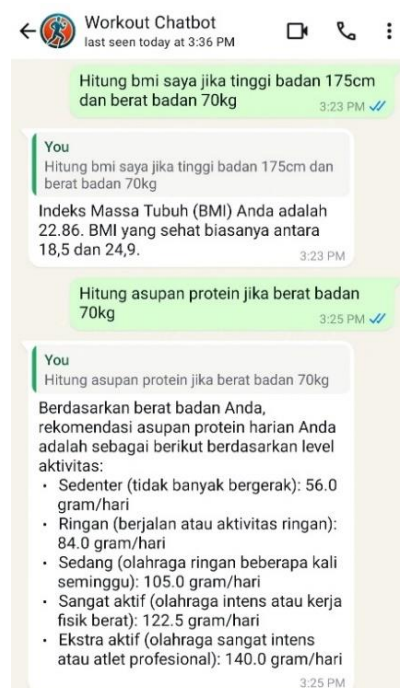 Workout Chatbot
last seen today at 3:36 PM
Hitung bmi saya jika tinggi badan 175cm
dan berat badan 70kg
3:23 PM
You
Hitung bmi saya jika tinggi badan 175cm dan
berat badan 70kg
Indeks Massa Tubuh (BMI) Anda adalah
22.86. BMI yang sehat biasanya antara
18,5 dan 24,9.
3:23 PM
Hitung asupan protein jika berat badan
70kg
3:25 PM
You
Hitung asupan protein jika berat badan 70kg
Berdasarkan berat badan Anda,
rekomendasi asupan protein harian Anda
adalah sebagai berikut berdasarkan level
aktivitas:
• Sedenter (tidak banyak bergerak): 56.0
gram/hari
• Ringan (berjalan atau aktivitas ringan):
84.0 gram/hari
• Sedang (olahraga ringan beberapa kali
seminggu): 105.0 gram/hari
• Sangat aktif (olahraga intens atau kerja
fisik berat): 122.5 gram/hari
• Ekstra aktif (olahraga sangat intens
atau atlet profesional): 140.0 gram/hari
3:25 PM